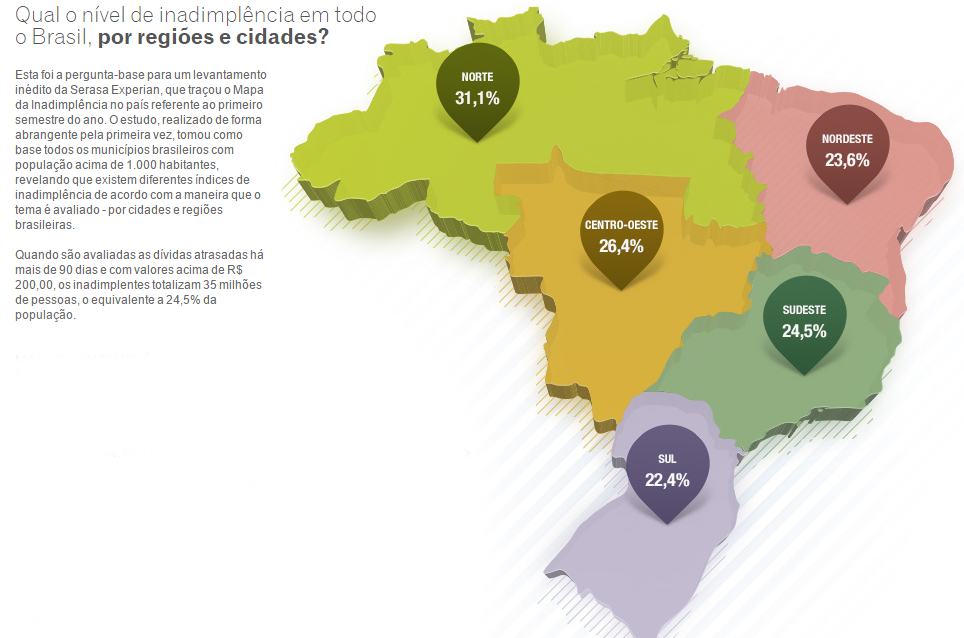 Qual o nível de inadimplência em todo
o Brasil, por regiões e cidades?
Esta foi a pergunta-base para um levantamento
inédito da Serasa Experian, que traçou o Mapa
da Inadimplência no país referente ao primeiro
semestre do ano. O estudo, realizado de forma
abrangente pela primeira vez, tomou como
base todos os municípios brasileiros com
população acima de 1.000 habitantes,
revelando que existem diferentes índices de
inadimplência de acordo com a maneira que o
tema é avaliado - por cidades e regiões
brasileiras.
Quando são avaliadas as dívidas atrasadas há
mais de 90 dias e com valores acima de R$
200,00, os inadimplentes totalizam 35 milhões
de pessoas, o equivalente a 24,5% da
população.
NORTE
31,1%
NORDESTE
23,6%
CENTRO-OESTE
26,4%
SUDESTE
24,5%
SUL
22,4%